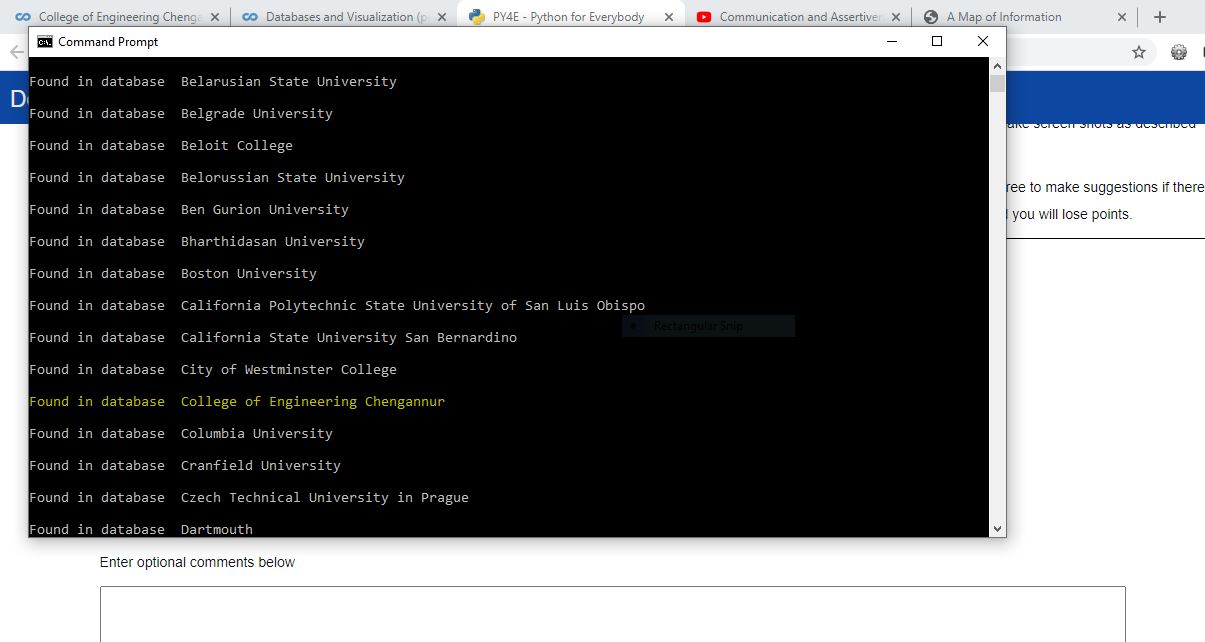 College of Engineering Chenga
Databases and Visualization (p
PY4E - Python for Everybody
Communication and Assertiven
A Map of Information
Command Prompt
D
ake screen shots as described
ree to make suggestions if there
you will lose points.
Found in database Belarusian State University
Found in database Belgrade University
Found in database Beloit College
Found in database Belorussian State University
Found in database Ben Gurion University
Found in database Bharthidasan University
Found in database Boston University
Found in database California Polytechnic State University of San Luis Obispo
Rectangular Snip
Found in database California State University San Bernardino
Found in database City of Westminster College
Found in database College of Engineering Chengannur
Found in database Columbia University
Found in database Cranfield University
Found in database Czech Technical University in Prague
Found in database Dartmouth
Enter optional comments below